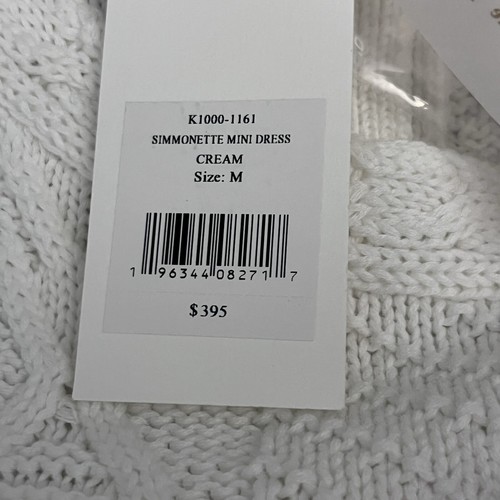 K1000-1161
SIMMONETTE MINI DRESS
CREAM
Size: M
1 96344 08271 7
$395